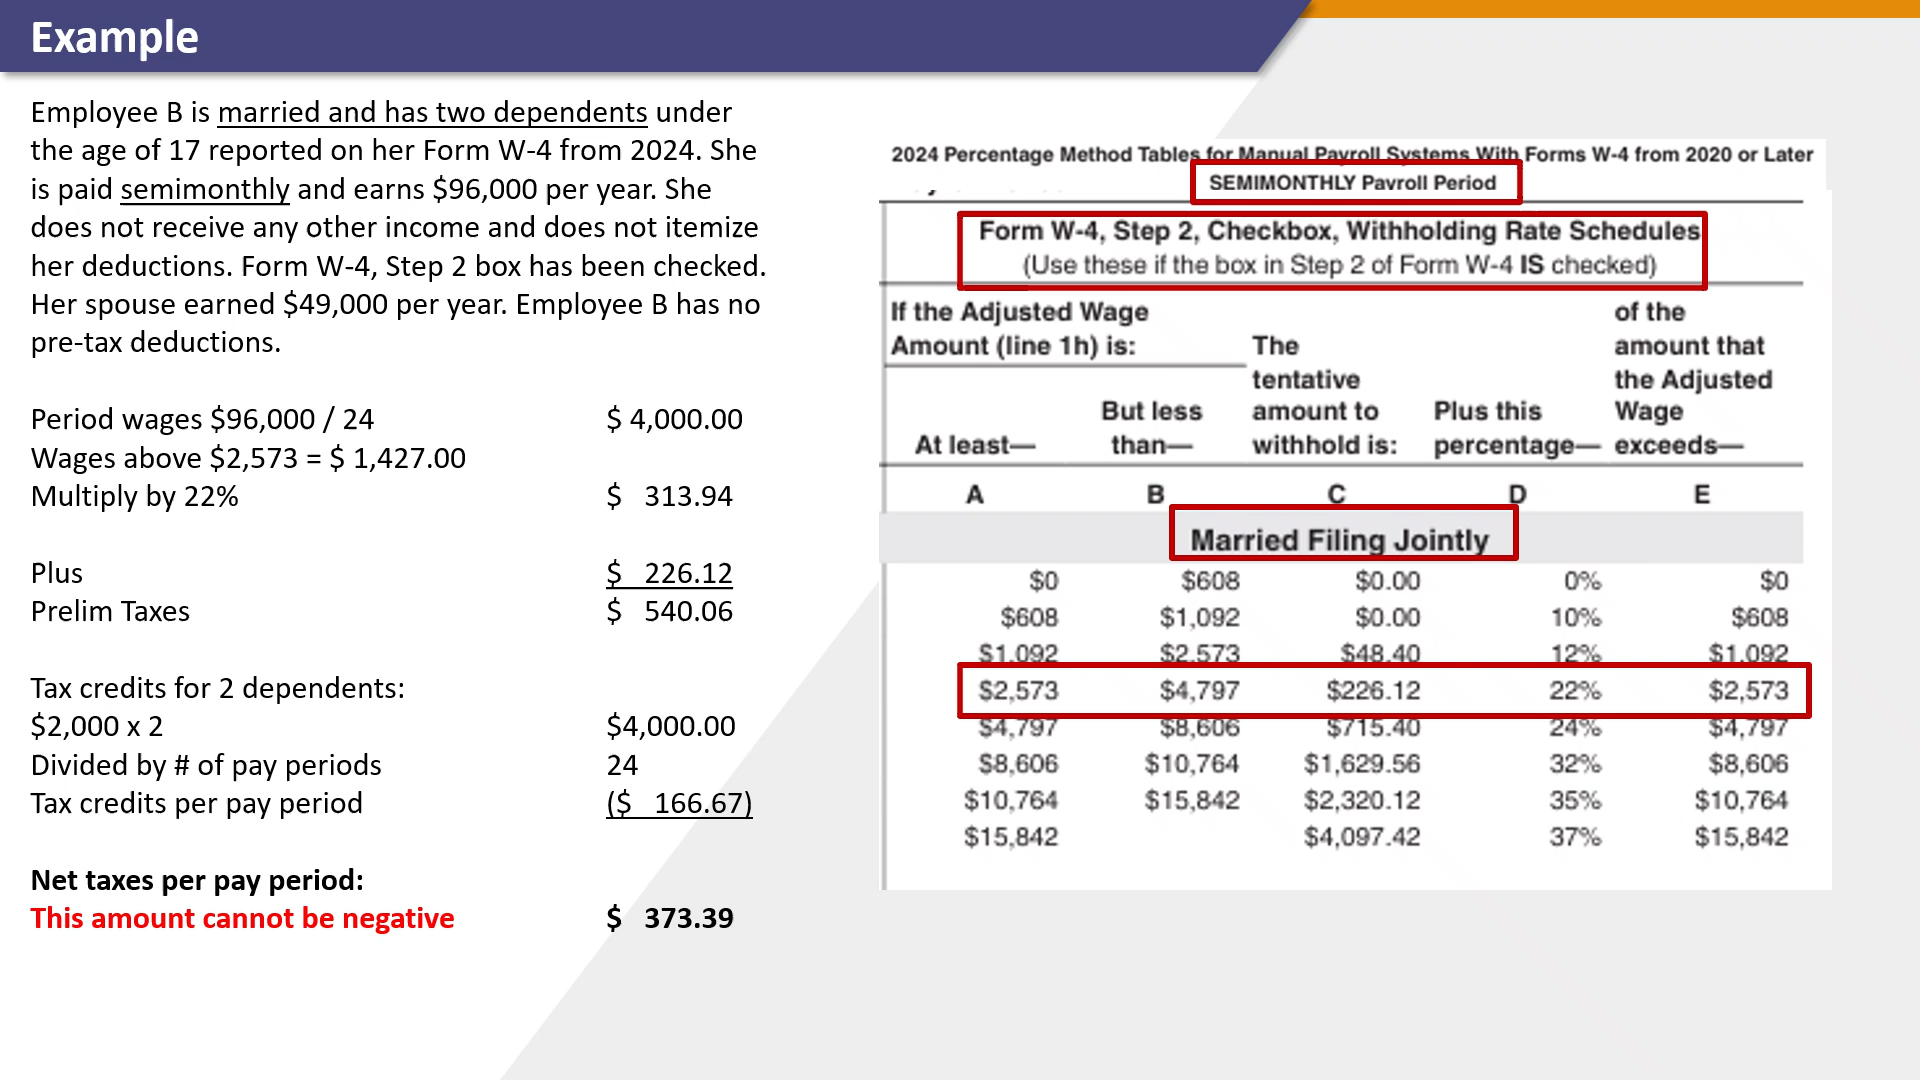 Example
Employee B is married and has two dependents under
the age of 17 reported on her Form W-4 from 2024. She
is paid semimonthly and earns $96,000 per year. She
does not receive any other income and does not itemize
her deductions. Form W-4, Step 2 box has been checked.
Her spouse earned $49,000 per year. Employee B has no
pre-tax deductions.
Period wages $96,000 / 24 $ 4,000.00
Wages above $2,573 = $ 1,427.00
Multiply by 22% $ 313.94
Plus $ 226.12
Prelim Taxes $ 540.06
Tax credits for 2 dependents:
$2,000 x 2 $4,000.00
Divided by # of pay periods 24
Tax credits per pay period ($ 166.67)
Net taxes per pay period:
This amount cannot be negative $ 373.39
2024 Percentage Method Tables for Manual Payroll Systems With Forms W-4 from 2020 or Later
SEMIMONTHLY Payroll Period
Form W-4, Step 2, Checkbox, Withholding Rate Schedules
(Use these if the box in Step 2 of Form W-4 IS checked)
If the Adjusted Wage of the
Amount (line 1h) is: The amount that
tentative the Adjusted
But less amount to Plus this Wage
At least— than— withhold is: percentage— exceeds—
A B C D E
Married Filing Jointly
$0 $608 $0.00 0% $0
$608 $1,092 $0.00 10% $608
$1,092 $2,573 $48.40 12% $1,092
$2,573 $4,797 $226.12 22% $2,573
$4,797 $8,606 $715.40 24% $4,797
$8,606 $10,764 $1,629.56 32% $8,606
$10,764 $15,842 $2,320.12 35% $10,764
$15,842 $4,097.42 37% $15,842